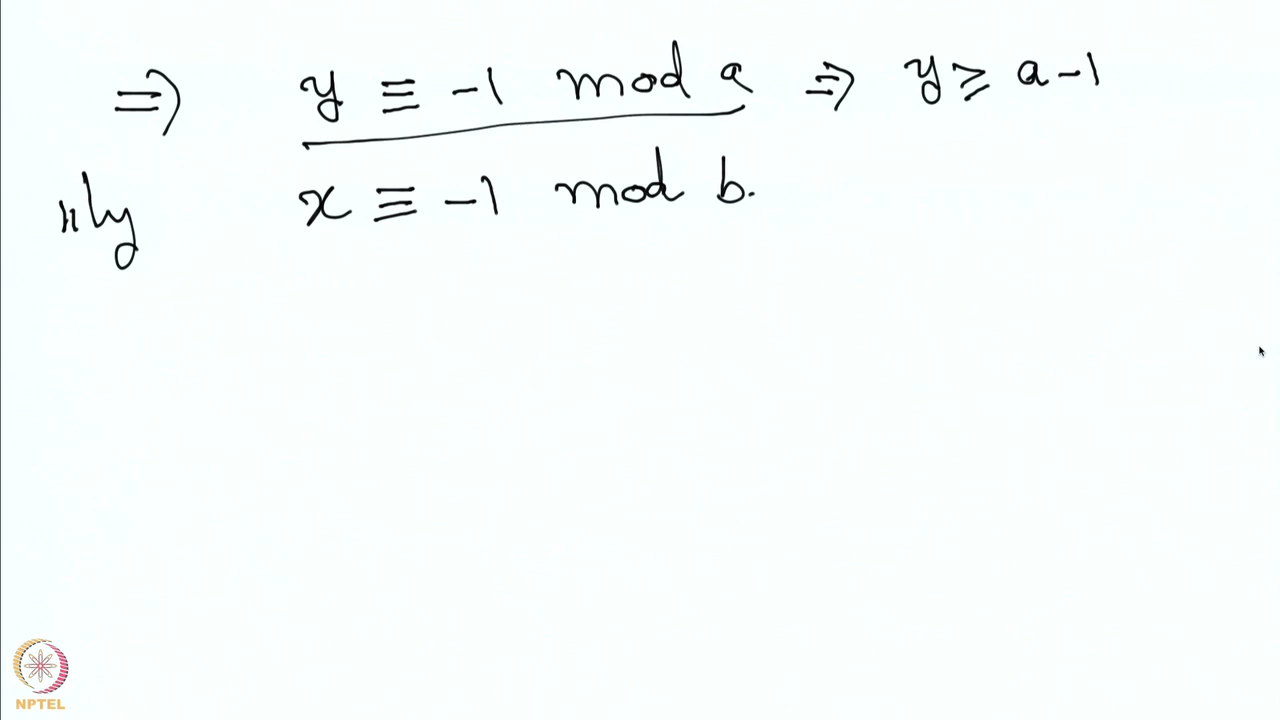 ⇒ y ≡ -1 mod a ⇒ y ≥ a-1
||ly x ≡ -1 mod b.
NPTEL